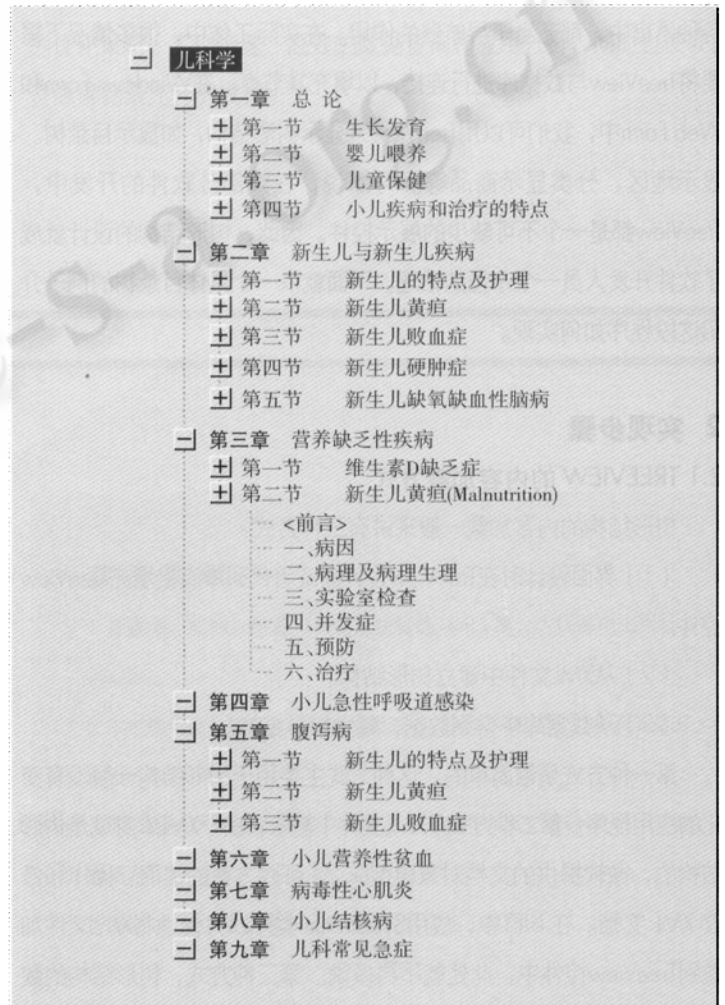 儿科学
第一章 总 论
第一节 生长发育
第二节 婴儿喂养
第三节 儿童保健
第四节 小儿疾病和治疗的特点
第二章 新生儿与新生儿疾病
第一节 新生儿的特点及护理
第二节 新生儿黄疸
第三节 新生儿败血症
第四节 新生儿硬肿症
第五节 新生儿缺氧缺血性脑病
第三章 营养缺乏性疾病
第一节 维生素D缺乏症
第二节 新生儿黄疸(Malnutrition)
<前言>
一、病因
二、病理及病理生理
三、实验室检查
四、并发症
五、预防
六、治疗
第四章 小儿急性呼吸道感染
第五章 腹泻病
第一节 新生儿的特点及护理
第二节 新生儿黄疸
第三节 新生儿败血症
第六章 小儿营养性贫血
第七章 病毒性心肌炎
第八章 小儿结核病
第九章 儿科常见急症